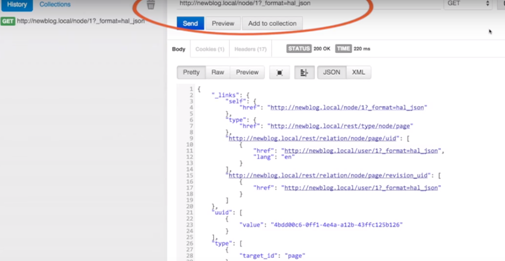 History Collections
http://newblog.local/node/1?_format=hal_json GET
GET http://newblog.local/node/1?_format=hal_json
Send Preview Add to collection
Body Cookies (1) Headers (17) STATUS 200 OK TIME 220 ms
Pretty Raw Preview JSON XML
1 {
2 "_links": {
3 "self": {
4 "href": "http://newblog.local/node/1?_format=hal_json"
5 },
6 "type": {
7 "href": "http://newblog.local/rest/type/node/page"
8 },
9 "http://newblog.local/rest/relation/node/page/uid": [
10 {
11 "href": "http://newblog.local/user/1?_format=hal_json",
12 "lang": "en"
13 }
14 ],
15 "http://newblog.local/rest/relation/node/page/revision_uid": [
16 {
17 "href": "http://newblog.local/user/1?_format=hal_json"
18 }
19 ]
20 },
21 "uuid": [
22 {
23 "value": "4bdd00c6-0ff1-4e4a-a12b-43ffc125b126"
24 }
25 ],
26 "type": [
27 {
28 "target_id": "page"